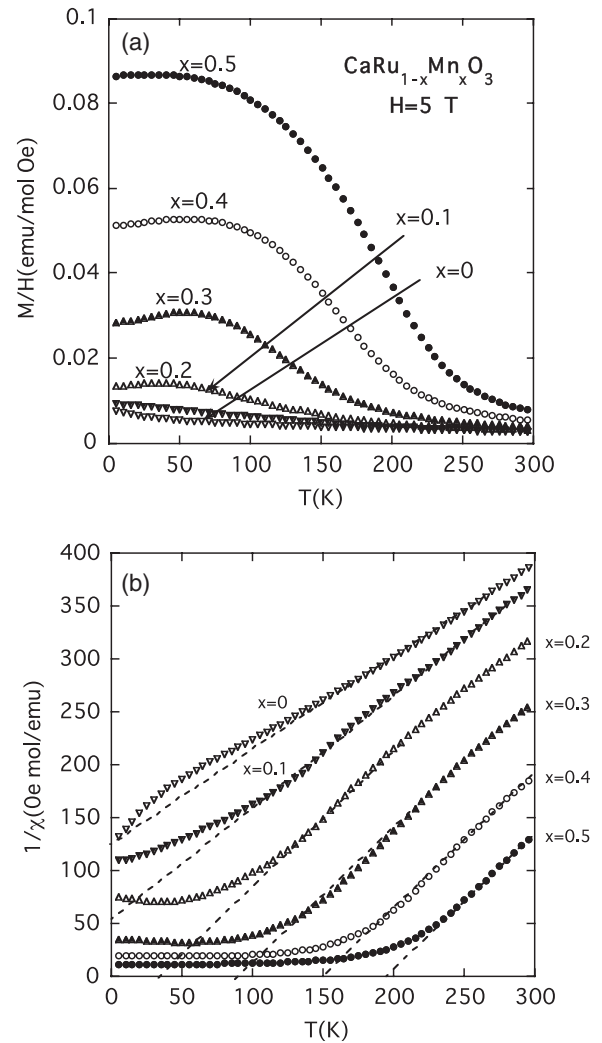 (a)
CaRu1-xMnxO3
H=5 T
x=0.5
x=0.4
x=0.3
x=0.2
x=0.1
x=0
0.1
0.08
0.06
0.04
0.02
0
M/H(emu/mol Oe)
0 50 100 150 200 250 300
T(K)
(b)
400
350
300
250
200
150
100
50
0
1/χ(Oe mol/emu)
x=0
x=0.1
x=0.2
x=0.3
x=0.4
x=0.5
0 50 100 150 200 250 300
T(K)